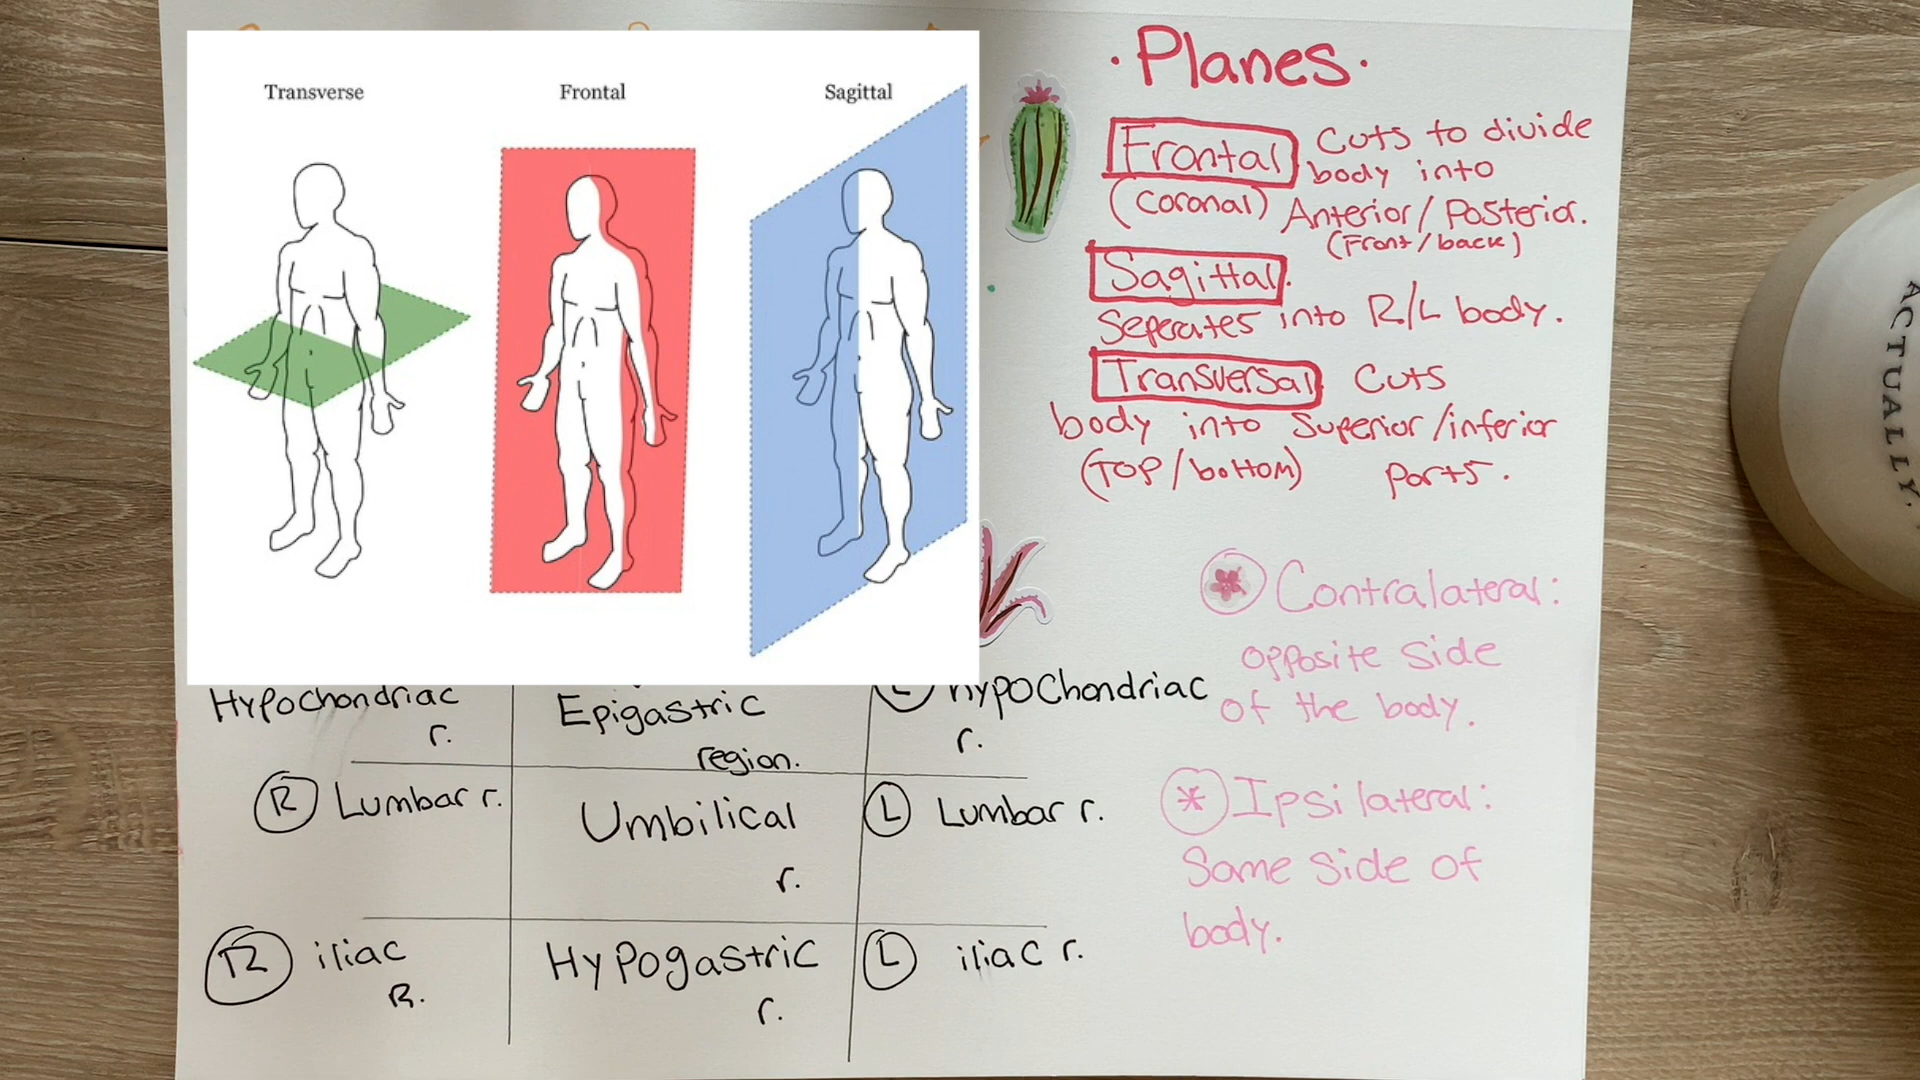 Transverse
Frontal
Sagittal
·Planes·
Frontal Cuts to divide
body into
(Coronal) Anterior/Posterior.
(Front/back)
Sagittal.
Seperates into R/L body.
Transversal Cuts
body into Superior/inferior
(TOP/bottom) Parts.
Contralateral:
opposite side
of the body.
* Ipsilateral:
Same Side of
body.
Hypochondriac
r.
Epigastric
region.
L hypochondriac
r.
R Lumbar r.
Umbilical
r.
L Lumbar r.
R iliac
R.
Hypogastric
r.
L iliac r.
ACTUALLY,